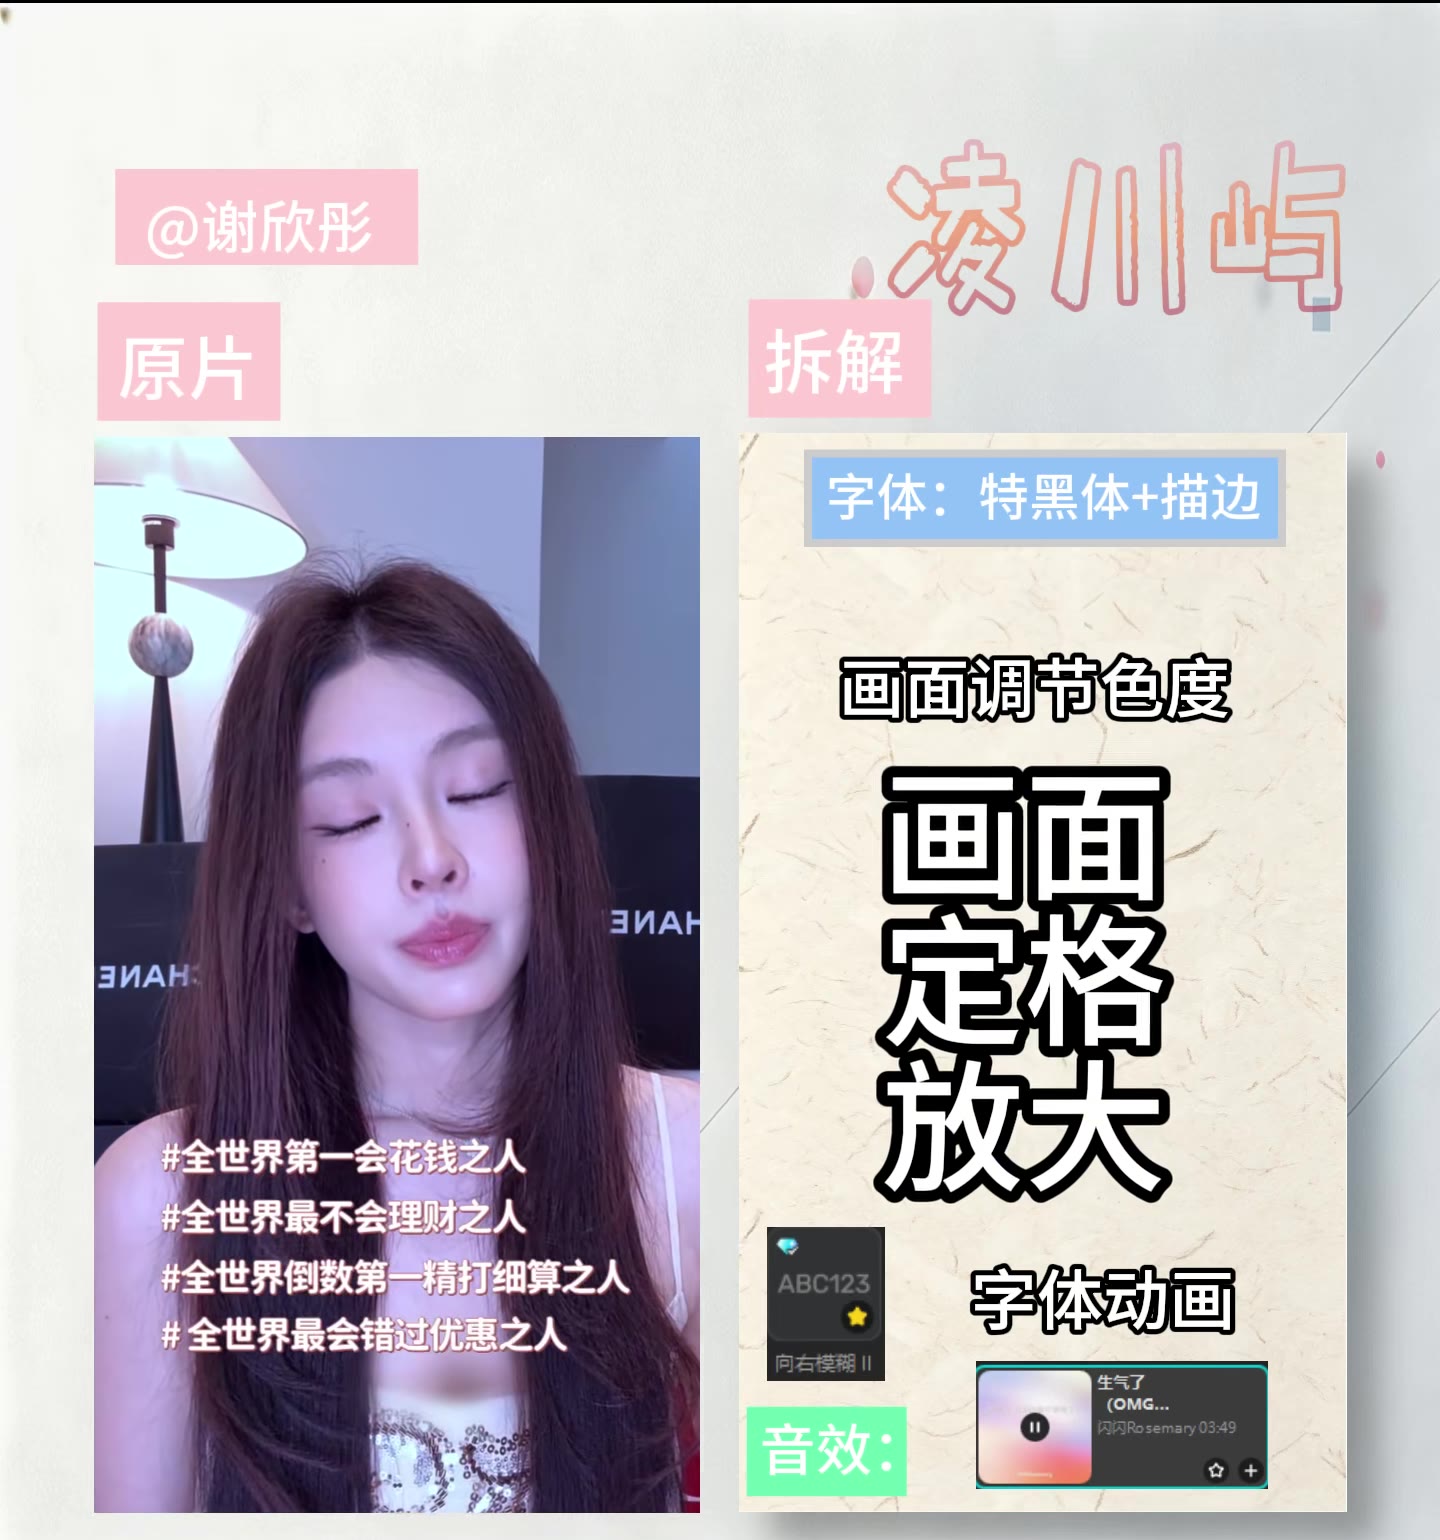 凌川屿
@谢欣彤
原片
拆解
字体：特黑体+描边
画面调节色度
画面
定格
放大
CHANE
CHANE
#全世界第一会花钱之人
#全世界最不会理财之人
#全世界倒数第一精打细算之人
# 全世界最会错过优惠之人
ABC123
向右模糊 II
字体动画
音效：
生气了
（OMG...
闪闪Rosemary 03:49